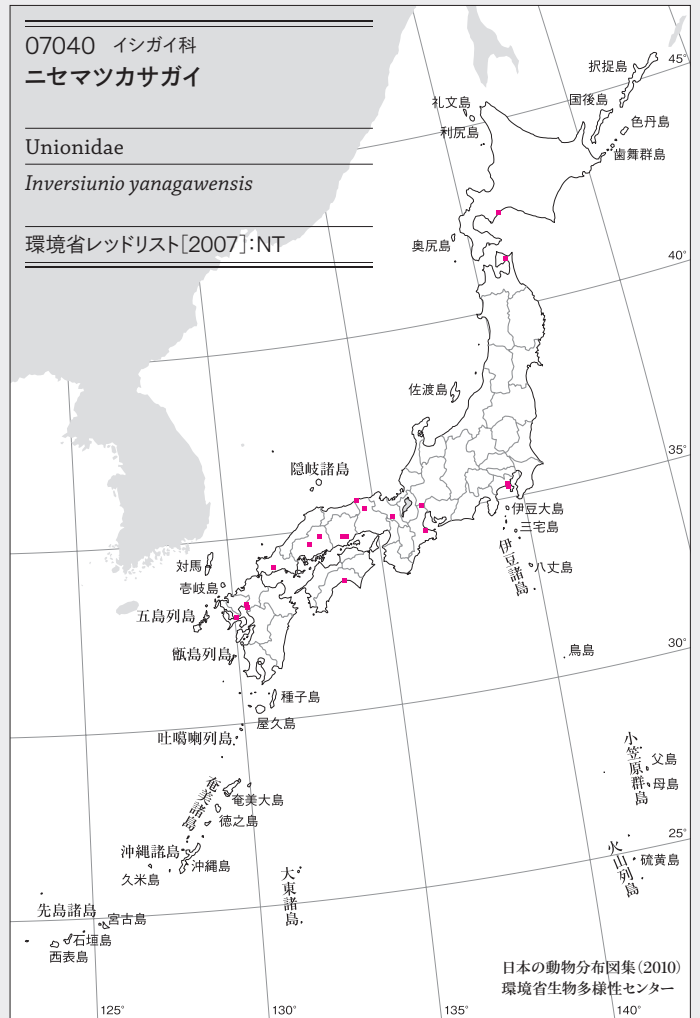 07040 イシガイ科
ニセマツカサガイ
Unionidae
Inversiunio yanagawensis
環境省レッドリスト[2007]:NT
択捉島
45°
礼文島
国後島
利尻島
色丹島
歯舞群島
奥尻島
40°
佐渡島
35°
隠岐諸島
伊豆大島
三宅島
伊豆諸島
八丈島
対馬
壱岐島
五島列島
甑島列島
鳥島
30°
種子島
屋久島
吐噶喇列島
小笠原群島
父島
母島
奄美諸島
奄美大島
徳之島
25°
沖縄諸島
沖縄島
久米島
火山列島
硫黄島
大東諸島
先島諸島
宮古島
石垣島
西表島
日本の動物分布図集(2010)
環境省生物多様性センター
125°
130°
135°
140°